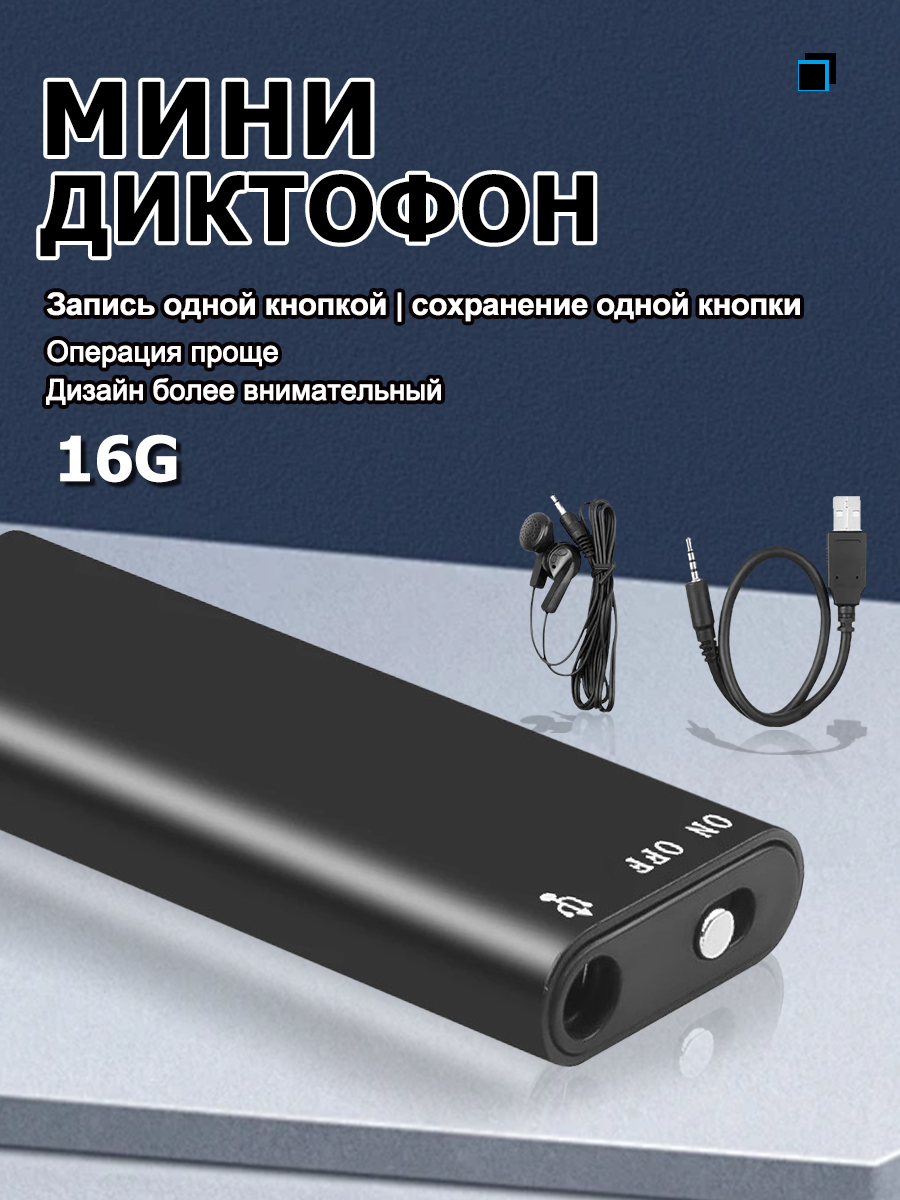 МИНИ
ДИКТОФОН
Запись одной кнопкой | сохранение одной кнопки
Операция проще
Дизайн более внимательный
16G
ON OFF